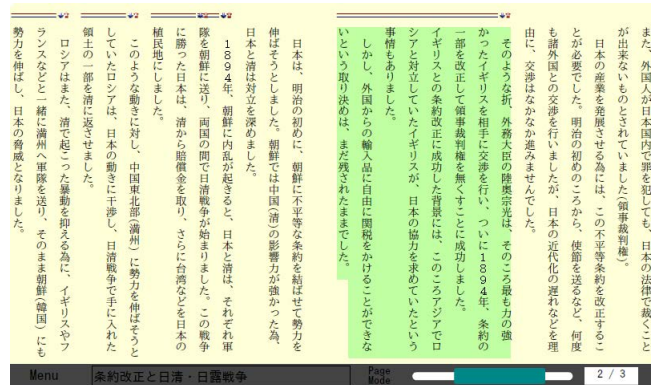 また、外国人が日本国内で罪を犯しても、日本の法律で裁くこと
が出来ないものとされていました(領事裁判権)。
日本の産業を発展させる為には、この不平等条約を改正するこ
とが必要でした。明治の初めのころから、使節を送るなど、何度
も諸外国との交渉を行いましたが、日本の近代化の遅れなどを理
由に、交渉はなかなか進みませんでした。
そのような折、外務大臣の陸奥宗光は、そのころ最も力の強
かったイギリスを相手に交渉を行い、ついに1894年、条約の
一部を改正して領事裁判権を無くすことに成功しました。
イギリスとの条約改正に成功した背景には、このころアジアでロ
シアと対立していたイギリスが、日本の協力を求めていたという
事情もありました。
しかし、外国からの輸入品に自由に関税をかけることができな
いという取り決めは、まだ残されたままでした。
日本は、明治の初めに、朝鮮に不平等な条約を結ばせて勢力を
伸ばそうとしました。朝鮮では中国(清)の影響力が強かった為、
日本と清は対立を深めました。
1894年、朝鮮に内乱が起きると、日本と清は、それぞれ軍
隊を朝鮮に送り、両国の間で日清戦争が始まりました。この戦争
に勝った日本は、清から賠償金を取り、さらに台湾などを日本の
植民地にしました。
このような動きに対し、中国東北部(満州)に勢力を伸ばそうと
していたロシアは、日本の動きに干渉し、日清戦争で手に入れた
領土の一部を清に返させました。
ロシアはまた、清で起こった暴動を抑える為に、イギリスやフ
ランスなどと一緒に満州へ軍隊を送り、そのまま朝鮮(韓国)にも
勢力を伸ばし、日本の脅威となりました。
Menu
条約改正と日清・日露戦争
Page
Mode
2 / 3